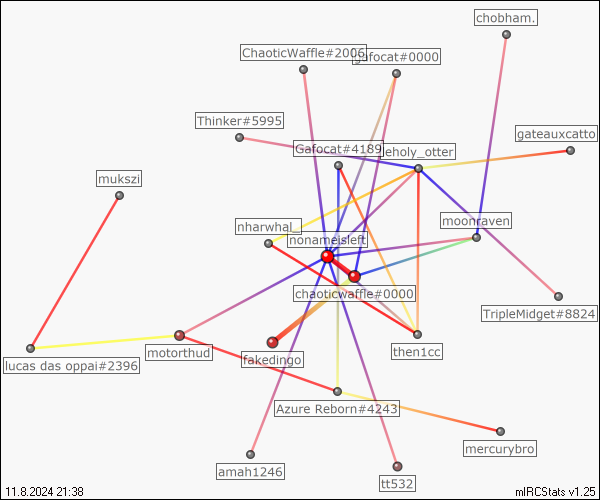 chobham.
ChaoticWaffle#2006
gafocat#0000
Thinker#5995
gateauxcatto
Gafocat#4189
jeholy_otter
mukszi
moonraven
nharwhal_
nonameisleft
chaoticwaffle#0000
TripleMidget#8824
motorthud
then1cc
lucas das oppai#2396
fakedingo
Azure Reborn#4243
mercurybro
amah1246
tt532
11.8.2024 21:38
mIRCStats v1.25